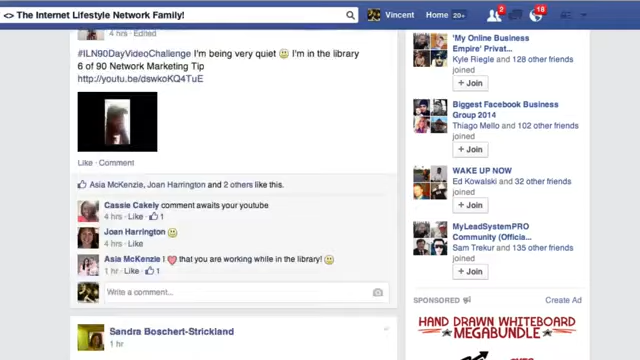 <> The Internet Lifestyle Network Family!
Vincent
Home 20+
2
18
4 hrs · Edited
#ILN90DayVideoChallenge I'm being very quiet I'm in the library
6 of 90 Network Marketing Tip
http://youtu.be/dswkoKQ4TuE
Like · Comment
Asia McKenzie, Joan Harrington and 2 others like this.
Cassie Cakely comment awaits your youtube
4 hrs · Like · 1
Joan Harrington
4 hrs · Like
Asia McKenzie I that you are working while in the library!
1 hr · Like · 1
Write a comment...
Sandra Boschert-Strickland
1 hr
'My Online Business
Empire' Privat...
Kyle Riegle and 128 other friends
joined
+ Join
Biggest Facebook Business
Group 2014
Thiago Mello and 102 other friends
joined
+ Join
WAKE UP NOW
Ed Kowalski and 32 other friends
joined
+ Join
MyLeadSystemPRO
Community (Officia...
Sam Trekur and 135 other friends
joined
+ Join
SPONSORED
Create Ad
HAND DRAWN WHITEBOARD
MEGABUNDLE